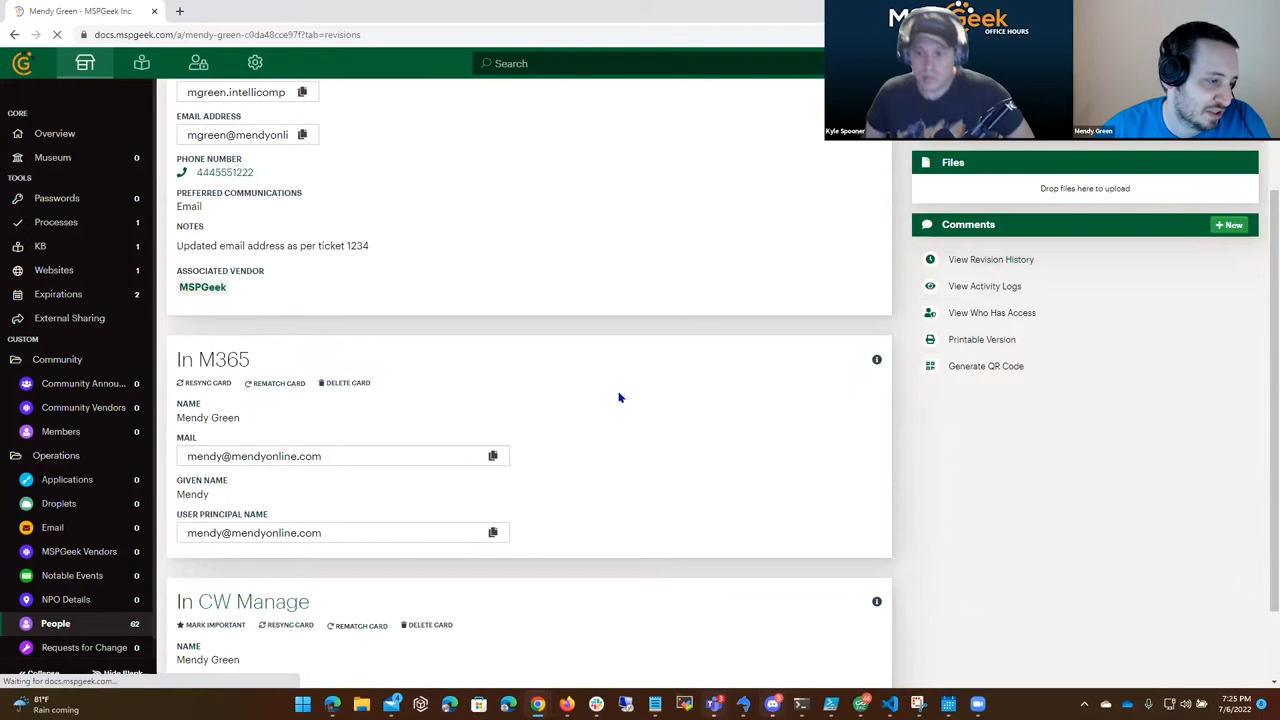 Mendy Green - MSPGeek Inc.
docs.mspgeek.com/a/mendy-green-c0da48cce97f?tab=revisions
Search
MSPGeek
OFFICE HOURS
Kyle Spooner
Mendy Green
CORE
Overview
Museum 0
TOOLS
Passwords 0
Processes 1
KB 0
Websites 1
Expirations 2
External Sharing
CUSTOM
Community
Community Annou... 0
Community Vendors 0
Members 0
Operations
Applications 0
Droplets 0
Email 0
MSPGeek Vendors 0
Notable Events 0
NPO Details 0
People 62
Requests for Change 0
Collapse Hide Blank
Waiting for docs.mspgeek.com...
mgreen.intellicomp
EMAIL ADDRESS
mgreen@mendyonli
PHONE NUMBER
4445551222
PREFERRED COMMUNICATIONS
Email
NOTES
Updated email address as per ticket 1234
ASSOCIATED VENDOR
MSPGeek
In M365
RESYNC CARD REMATCH CARD DELETE CARD
NAME
Mendy Green
MAIL
mendy@mendyonline.com
GIVEN NAME
Mendy
USER PRINCIPAL NAME
mendy@mendyonline.com
In CW Manage
MARK IMPORTANT RESYNC CARD REMATCH CARD DELETE CARD
NAME
Mendy Green
Files
Drop files here to upload
Comments
+ New
View Revision History
View Activity Logs
View Who Has Access
Printable Version
Generate QR Code
81°F
Rain coming
7:25 PM
7/6/2022